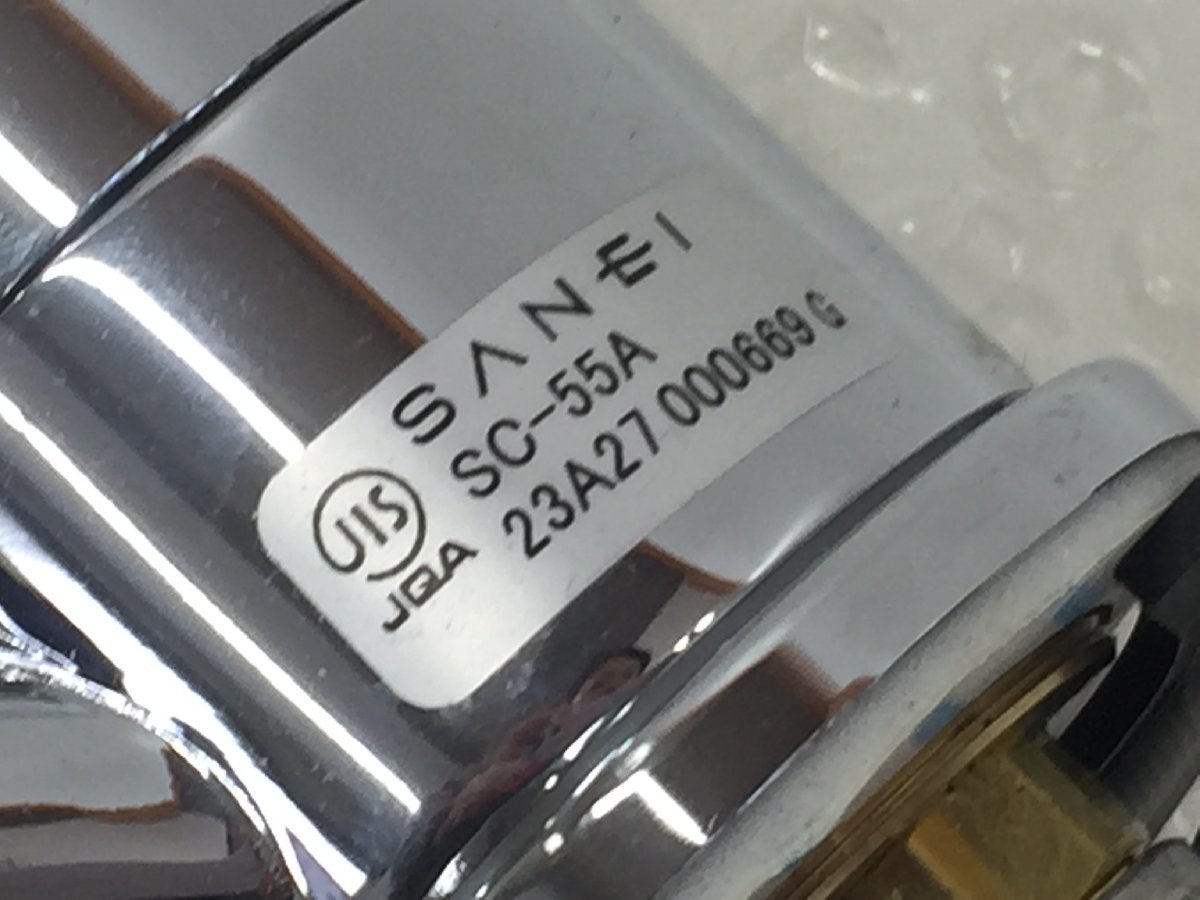 SANEI
SC-55A
23A27 000669 G
JIS
JQA